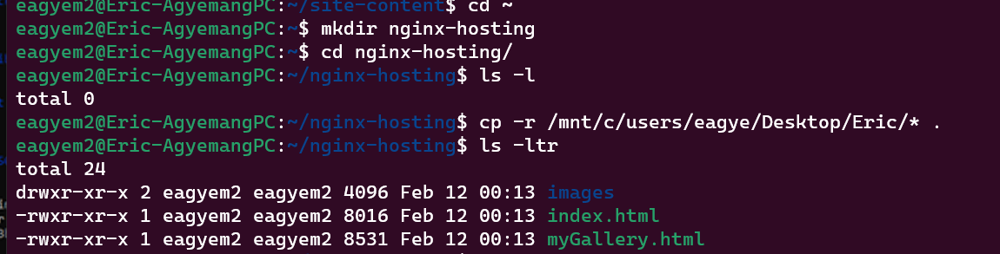 eagyem2@Eric-AgyemangPC:~/site-content$ cd ~
eagyem2@Eric-AgyemangPC:~$ mkdir nginx-hosting
eagyem2@Eric-AgyemangPC:~$ cd nginx-hosting/
eagyem2@Eric-AgyemangPC:~/nginx-hosting$ ls -l
total 0
eagyem2@Eric-AgyemangPC:~/nginx-hosting$ cp -r /mnt/c/users/eagye/Desktop/Eric/* .
eagyem2@Eric-AgyemangPC:~/nginx-hosting$ ls -ltr
total 24
drwxr-xr-x 2 eagyem2 eagyem2 4096 Feb 12 00:13 images
-rwxr-xr-x 1 eagyem2 eagyem2 8016 Feb 12 00:13 index.html
-rwxr-xr-x 1 eagyem2 eagyem2 8531 Feb 12 00:13 myGallery.html